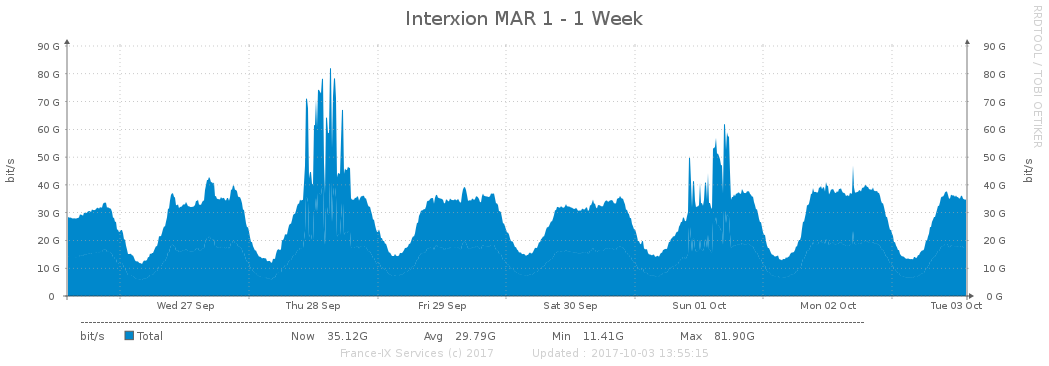 Interxion MAR 1 - 1 Week
RRDTOOL / TOBI OETIKER
90 G 90 G
80 G 80 G
70 G 70 G
60 G 60 G
50 G 50 G
40 G 40 G
30 G 30 G
20 G 20 G
10 G 10 G
0 0 G
bit/s
bit/s
Wed 27 Sep Thu 28 Sep Fri 29 Sep Sat 30 Sep Sun 01 Oct Mon 02 Oct Tue 03 Oct
bit/s Total Now 35.12G Avg 29.79G Min 11.41G Max 81.90G
France-IX Services (c) 2017 Updated : 2017-10-03 13:55:15